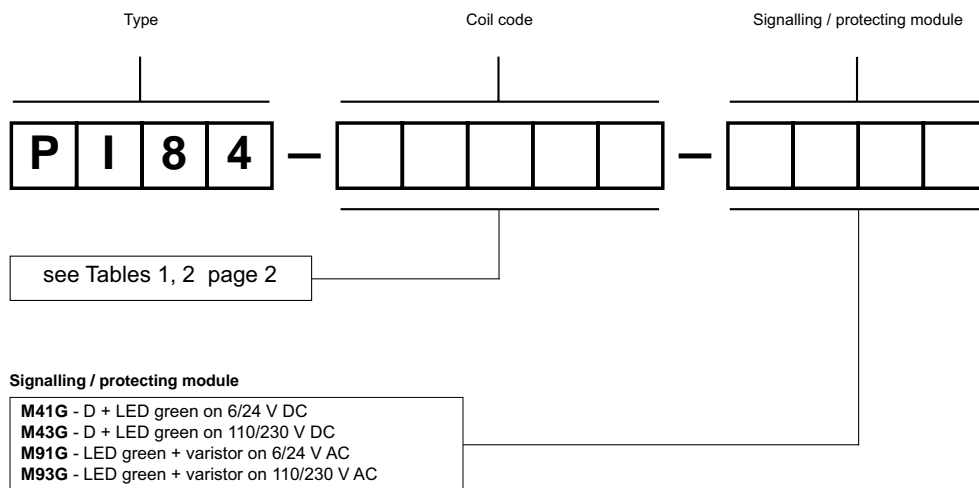 Type
Coil code
Signalling / protecting module
P I 8 4 – –
see Tables 1, 2 page 2
Signalling / protecting module
M41G - D + LED green on 6/24 V DC
M43G - D + LED green on 110/230 V DC
M91G - LED green + varistor on 6/24 V AC
M93G - LED green + varistor on 110/230 V AC